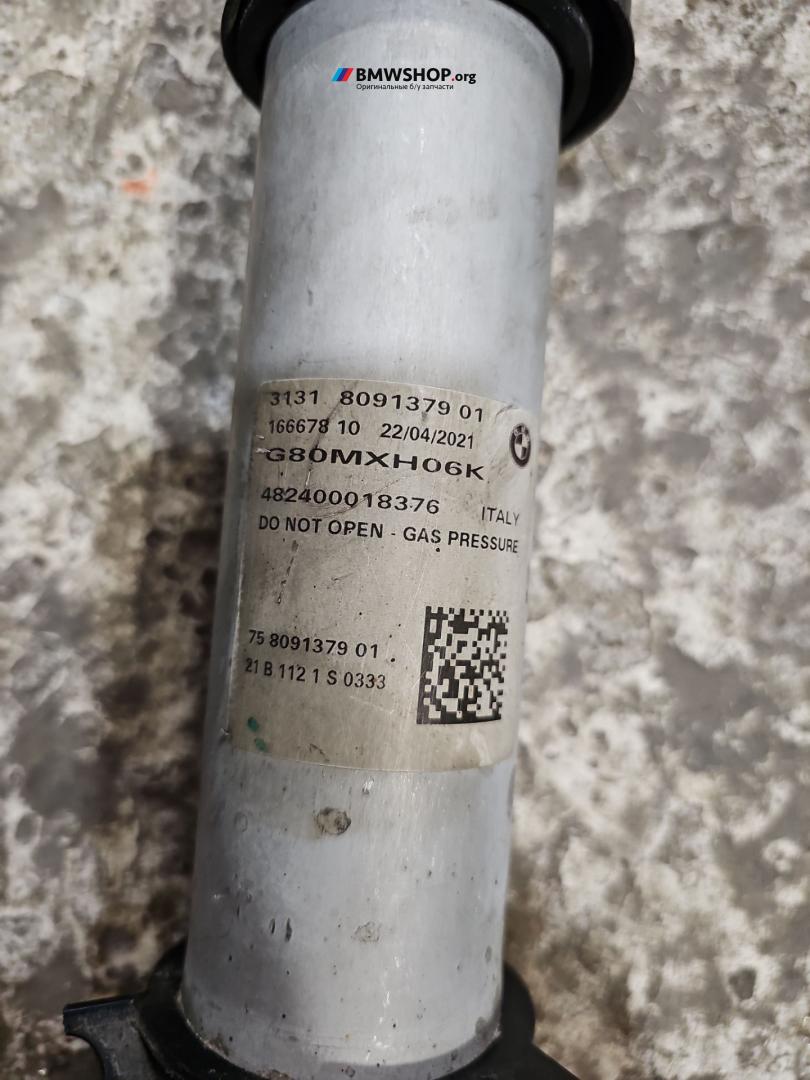 BMWSHOP.org
Оригинальные б/у запчасти
3131 8091379 01
166678 10 22/04/2021
G80MXH06K
482400018376 ITALY
DO NOT OPEN - GAS PRESSURE
75 8091379 01
21 B 112 1 S 0333